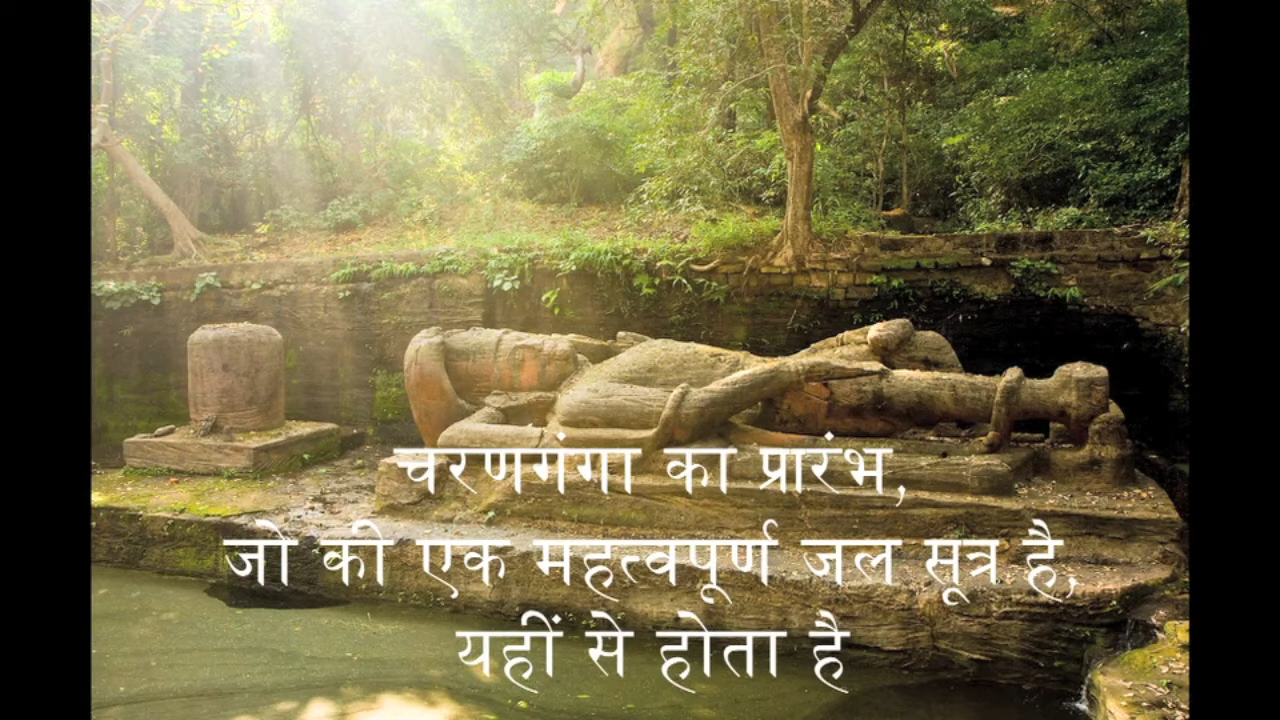 चरणगंगा का प्रारंभ,
जो की एक महत्वपूर्ण जल सूत्र है,
यहीं से होता है